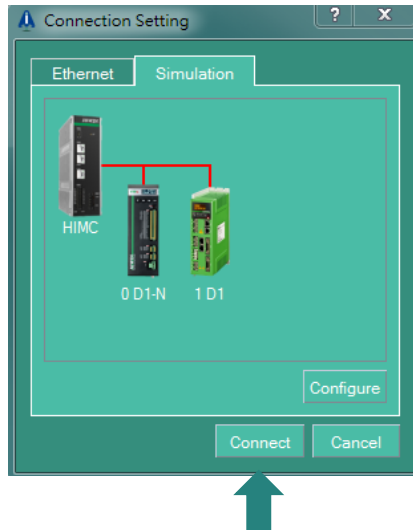 Connection Setting
? x
Ethernet Simulation
HIMC
0 D1-N 1 D1
Configure
Connect Cancel